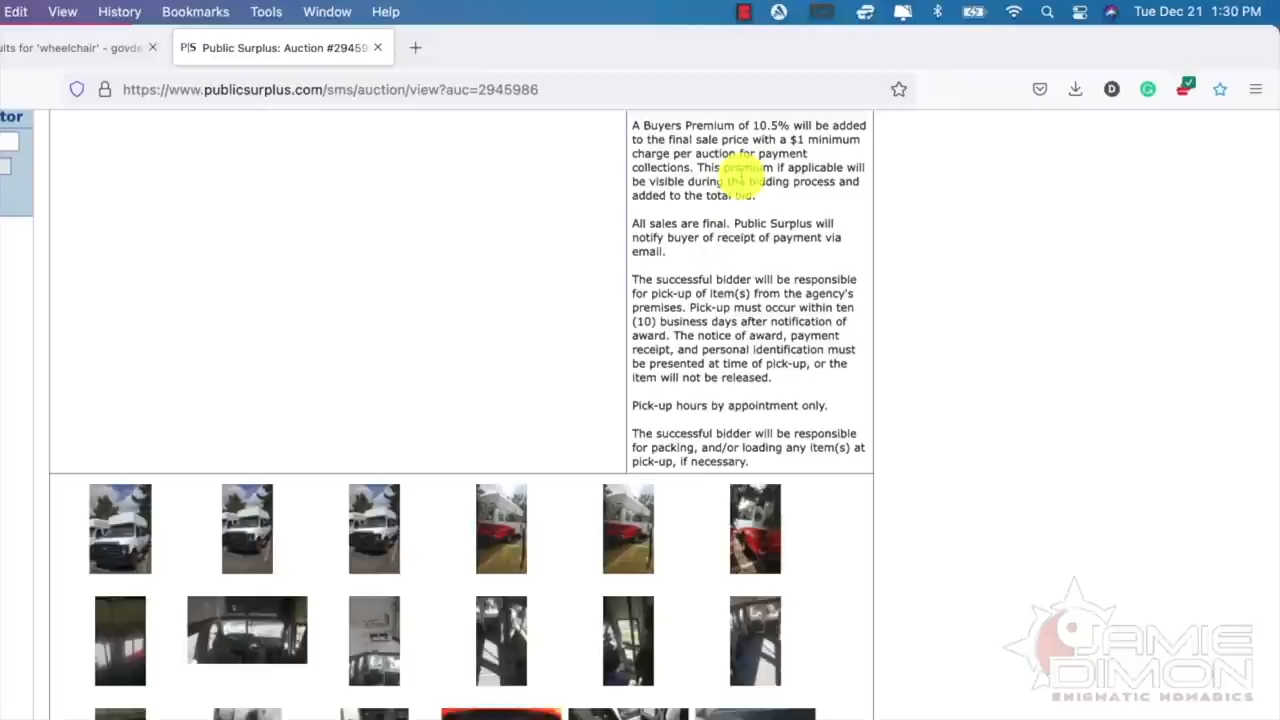 Edit View History Bookmarks Tools Window Help Tue Dec 21 1:30 PM
ults for 'wheelchair' - govde P|S Public Surplus: Auction #29459
https://www.publicsurplus.com/sms/auction/view?auc=2945986
tor
A Buyers Premium of 10.5% will be added
to the final sale price with a $1 minimum
charge per auction for payment
collections. This premium if applicable will
be visible during the bidding process and
added to the total bid.
All sales are final. Public Surplus will
notify buyer of receipt of payment via
email.
The successful bidder will be responsible
for pick-up of item(s) from the agency's
premises. Pick-up must occur within ten
(10) business days after notification of
award. The notice of award, payment
receipt, and personal identification must
be presented at time of pick-up, or the
item will not be released.
Pick-up hours by appointment only.
The successful bidder will be responsible
for packing, and/or loading any item(s) at
pick-up, if necessary.
JAMIE
DIMON
ENIGMATIC NOMADICS